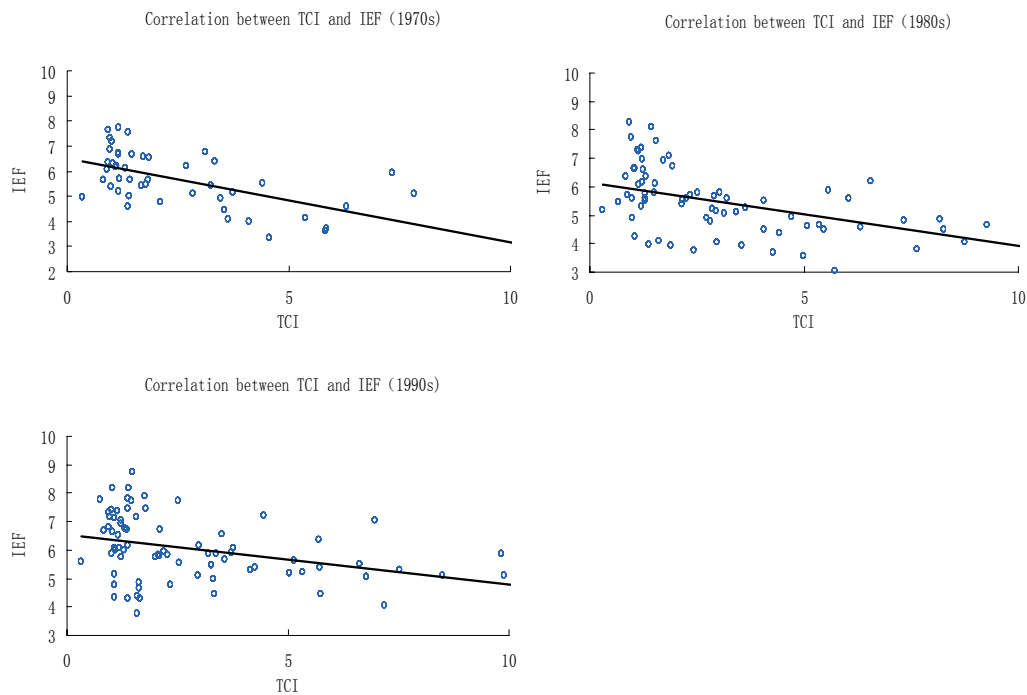 Correlation between TCI and IEF (1970s)
10
9
8
7
6
5
4
3
2
IEF
0 5 10
TCI
Correlation between TCI and IEF (1980s)
10
9
8
7
6
5
4
3
IEF
0 5 10
TCI
Correlation between TCI and IEF (1990s)
10
9
8
7
6
5
4
3
IEF
0 5 10
TCI